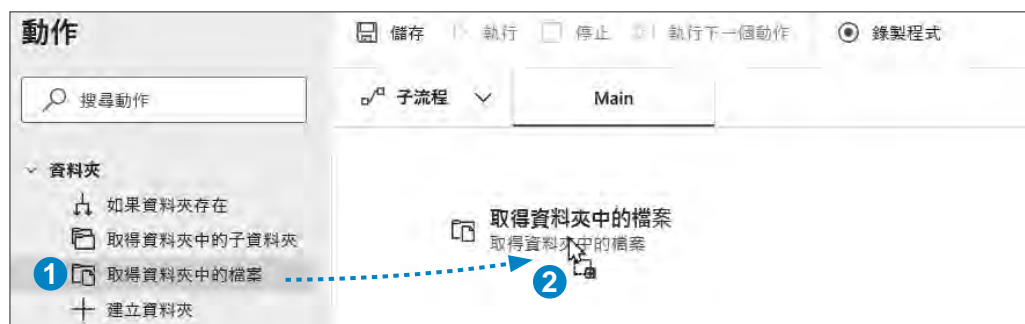 動作
儲存 執行 停止 執行下一個動作 錄製程式
搜尋動作
子流程 Main
資料夾
如果資料夾存在
取得資料夾中的子資料夾
1 取得資料夾中的檔案
建立資料夾
取得資料夾中的檔案
取得資料夾中的檔案
2